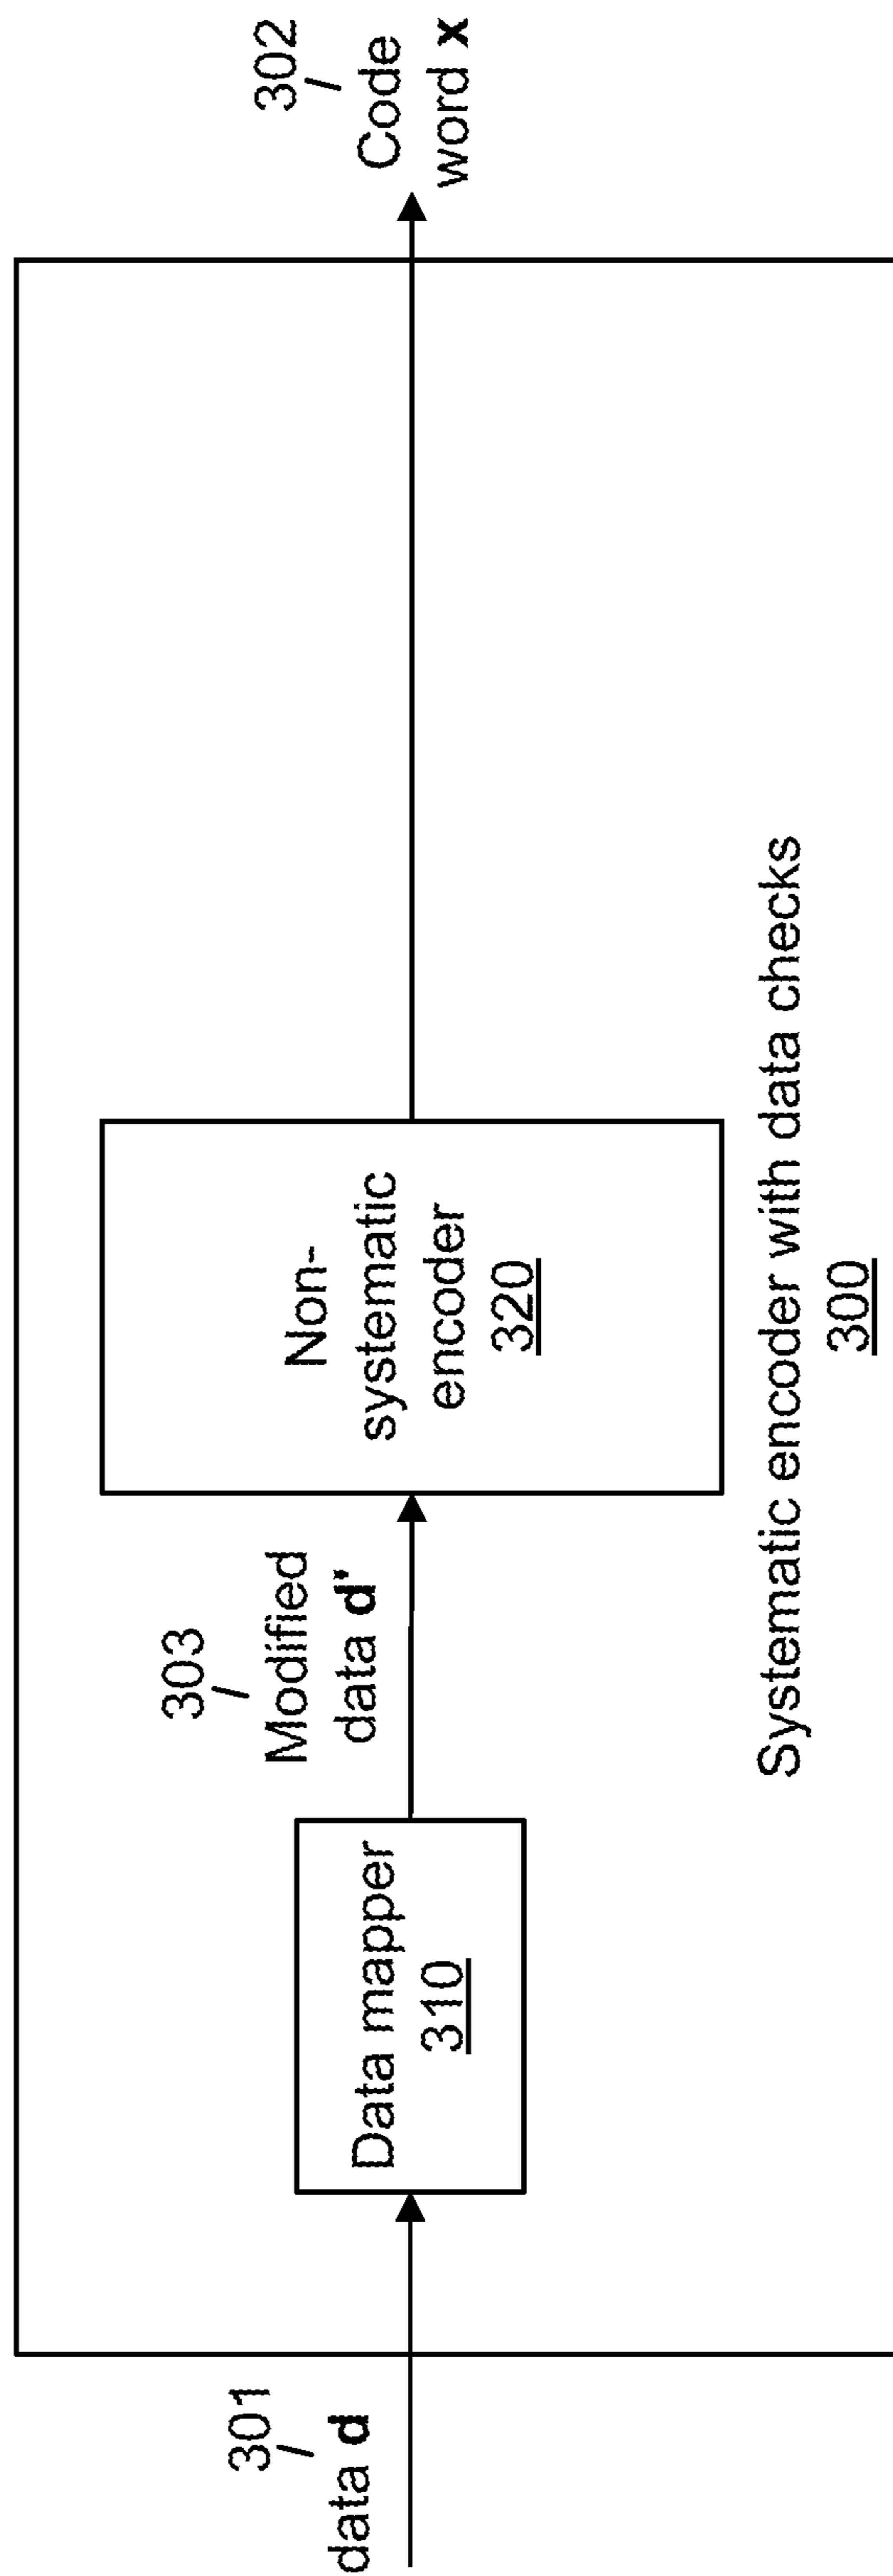 301
data d
Data mapper
310
303
Modified
data d'
Non-
systematic
encoder
320
302
Code
word x
Systematic encoder with data checks
300